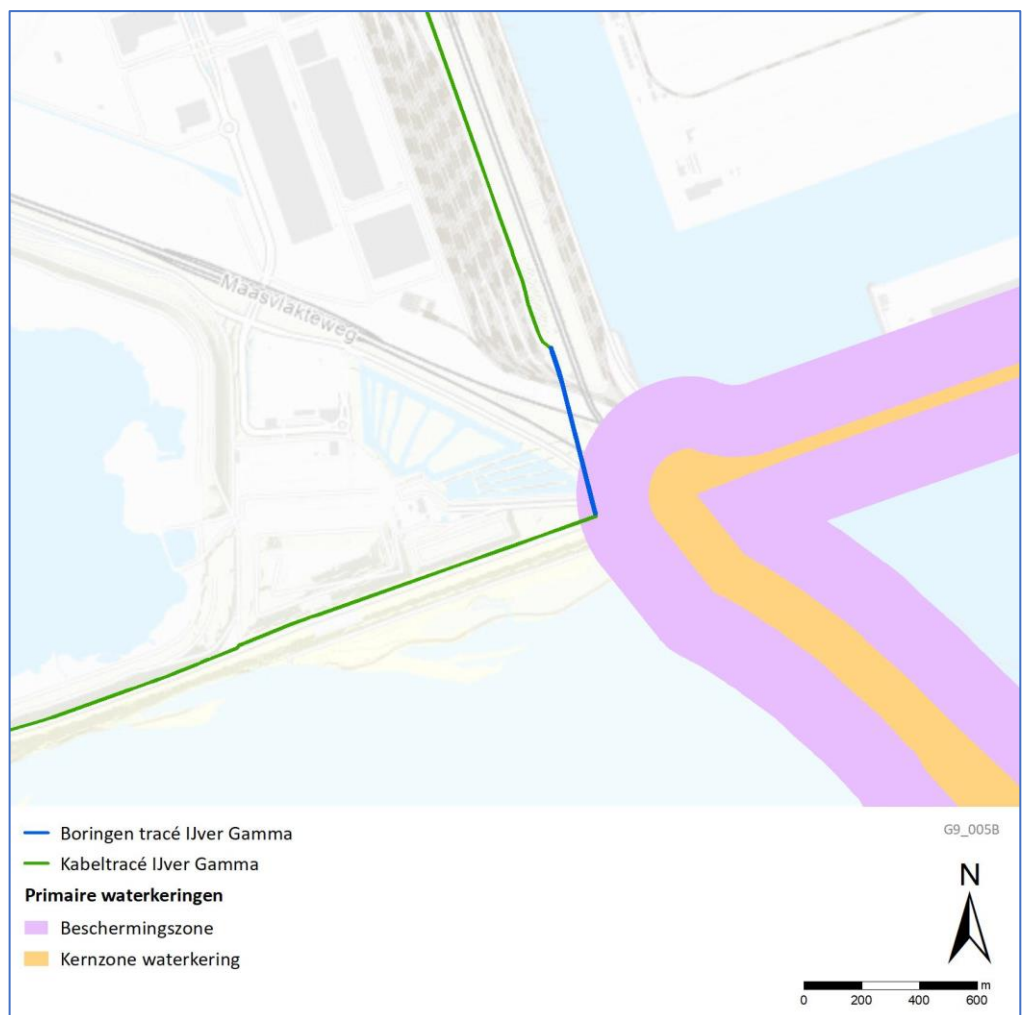 Maasvlakteweg
Boringen tracé IJver Gamma
Kabeltracé IJver Gamma
Primaire waterkeringen
Beschermingszone
Kernzone waterkering
G9_005B
N
m
0 200 400 600